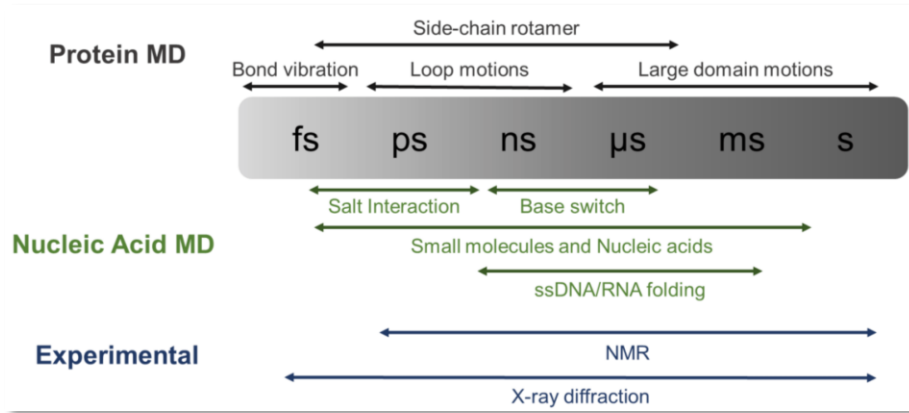 Side-chain rotamer
Protein MD
Bond vibration Loop motions Large domain motions
fs ps ns µs ms s
Salt Interaction Base switch
Nucleic Acid MD
Small molecules and Nucleic acids
ssDNA/RNA folding
Experimental
NMR
X-ray diffraction